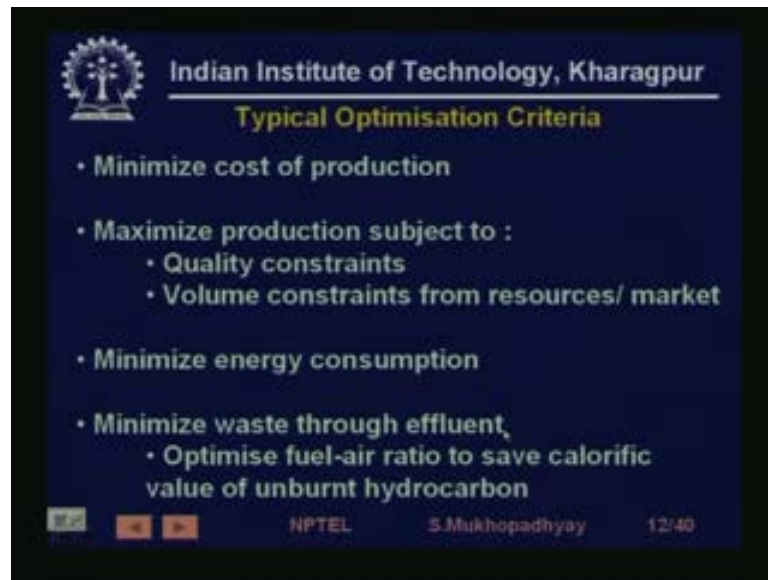 Indian Institute of Technology, Kharagpur
Typical Optimisation Criteria
• Minimize cost of production
• Maximize production subject to :
• Quality constraints
• Volume constraints from resources/ market
• Minimize energy consumption
• Minimize waste through effluent
• Optimise fuel-air ratio to save calorific
value of unburnt hydrocarbon
NPTEL S.Mukhopadhyay 12/40